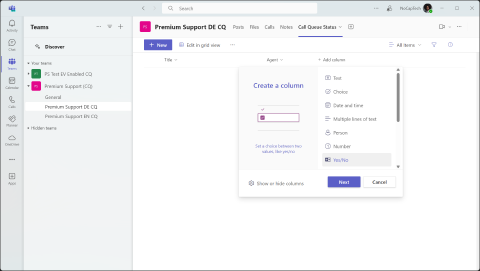 Search
NoCapTech
Activity
Chat
Teams
Calendar
Calls
OneDrive
Apps
Teams
Discover
Your teams
PS Test EV Enabled CQ
Premium Support (CQ)
General
Premium Support DE CQ
Premium Support EN CQ
Hidden teams
PS
Premium Support DE CQ
Posts
Files
Calls
Notes
Call Queue Status
+ New
Edit in grid view
All items
Title
Agent
+ Add column
Create a column
Set a choice between two
values, like yes/no
Text
Choice
Date and time
Multiple lines of text
Person
Number
Yes/No
Show or hide columns
Next
Cancel